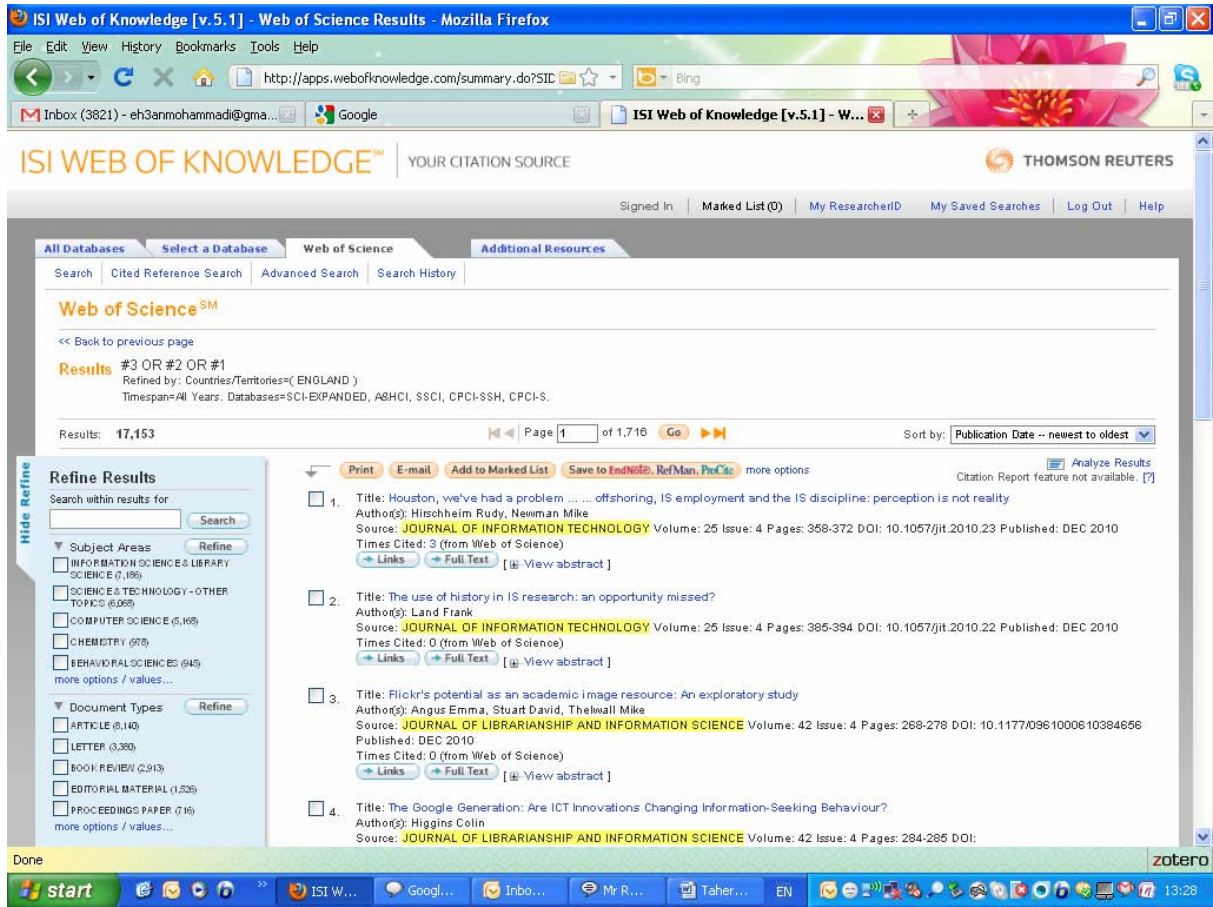 ISI Web of Knowledge [v.5.1] - Web of Science Results - Mozilla Firefox
File Edit View History Bookmarks Tools Help
http://apps.webofknowledge.com/summary.do?SID
Bing
Inbox (3821) - eh3anmohammadi@gma...
Google
ISI Web of Knowledge [v.5.1] - W...
ISI WEB OF KNOWLEDGE℠ YOUR CITATION SOURCE THOMSON REUTERS
Signed In Marked List (0) My ResearcherID My Saved Searches Log Out Help
All Databases Select a Database Web of Science Additional Resources
Search Cited Reference Search Advanced Search Search History
Web of Science SM
<< Back to previous page
Results #3 OR #2 OR #1
Refined by: Countries/Territories=( ENGLAND )
Timespan=All Years. Databases=SCI-EXPANDED, A&HCI, SSCI, CPCI-SSH, CPCI-S.
Results: 17,153 Page 1 of 1,716 Go Sort by: Publication Date -- newest to oldest
Hide Refine
Refine Results
Search within results for
Search
Subject Areas Refine
INFORMATION SCIENCE & LIBRARY
SCIENCE (7,186)
SCIENCE & TECHNOLOGY - OTHER
TOPICS (6,068)
COMPUTER SCIENCE (5,168)
CHEMISTRY (978)
BEHAVIORAL SCIENCES (945)
more options / values...
Document Types Refine
ARTICLE (8,140)
LETTER (3,380)
BOOK REVIEW (2,913)
EDITORIAL MATERIAL (1,526)
PROCEEDINGS PAPER (716)
more options / values...
Print E-mail Add to Marked List Save to EndNote, RefMan, ProCite more options
Analyze Results
Citation Report feature not available. [?]
1. Title: Houston, we've had a problem ... ... offshoring, IS employment and the IS discipline: perception is not reality
Author(s): Hirschheim Rudy, Newman Mike
Source: JOURNAL OF INFORMATION TECHNOLOGY Volume: 25 Issue: 4 Pages: 358-372 DOI: 10.1057/jit.2010.23 Published: DEC 2010
Times Cited: 3 (from Web of Science)
Links Full Text [ View abstract ]
2. Title: The use of history in IS research: an opportunity missed?
Author(s): Land Frank
Source: JOURNAL OF INFORMATION TECHNOLOGY Volume: 25 Issue: 4 Pages: 385-394 DOI: 10.1057/jit.2010.22 Published: DEC 2010
Times Cited: 0 (from Web of Science)
Links Full Text [ View abstract ]
3. Title: Flickr's potential as an academic image resource: An exploratory study
Author(s): Angus Emma, Stuart David, Thelwall Mike
Source: JOURNAL OF LIBRARIANSHIP AND INFORMATION SCIENCE Volume: 42 Issue: 4 Pages: 268-278 DOI: 10.1177/0961000610384656
Published: DEC 2010
Times Cited: 0 (from Web of Science)
Links Full Text [ View abstract ]
4. Title: The Google Generation: Are ICT Innovations Changing Information-Seeking Behaviour?
Author(s): Higgins Colin
Source: JOURNAL OF LIBRARIANSHIP AND INFORMATION SCIENCE Volume: 42 Issue: 4 Pages: 284-285 DOI:
Done zotero
start ISI W... Googl... Inbo... Mr R... Taher... EN 13:28